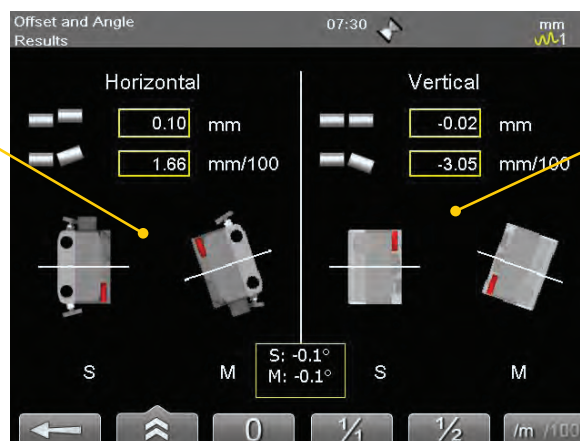 Offset and Angle 07:30 mm
Results 1
Horizontal Vertical
0.10 mm -0.02 mm
1.66 mm/100 -3.05 mm/100
S M S: -0.1° S M
M: -0.1°
0 1/1 1/2 /m /100